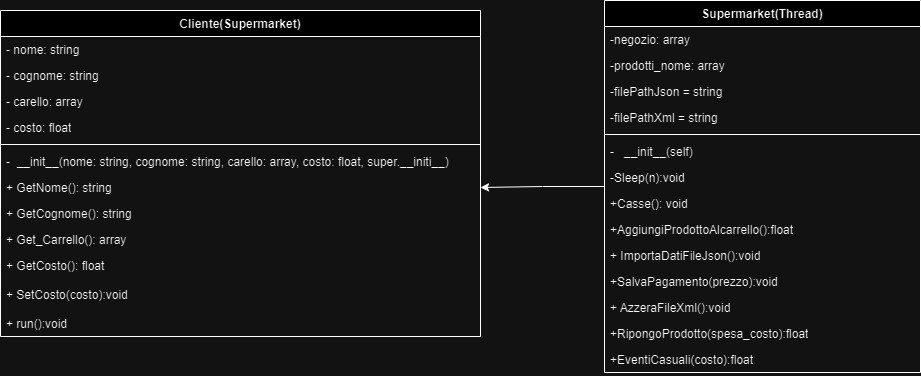 Cliente(Supermarket)
- nome: string
- cognome: string
- carello: array
- costo: float
- __init__(nome: string, cognome: string, carello: array, costo: float, super.__initi__)
+ GetNome(): string
+ GetCognome(): string
+ Get_Carrello(): array
+ GetCosto(): float
+ SetCosto(costo):void
+ run():void
Supermarket(Thread)
-negozio: array
-prodotti_nome: array
-filePathJson = string
-filePathXml = string
- __init__(self)
-Sleep(n):void
+Casse(): void
+AggiungiProdottoAlcarrello():float
+ ImportaDatiFileJson():void
+SalvaPagamento(prezzo):void
+ AzzeraFileXml():void
+RipongoProdotto(spesa_costo):float
+EventiCasuali(costo):float